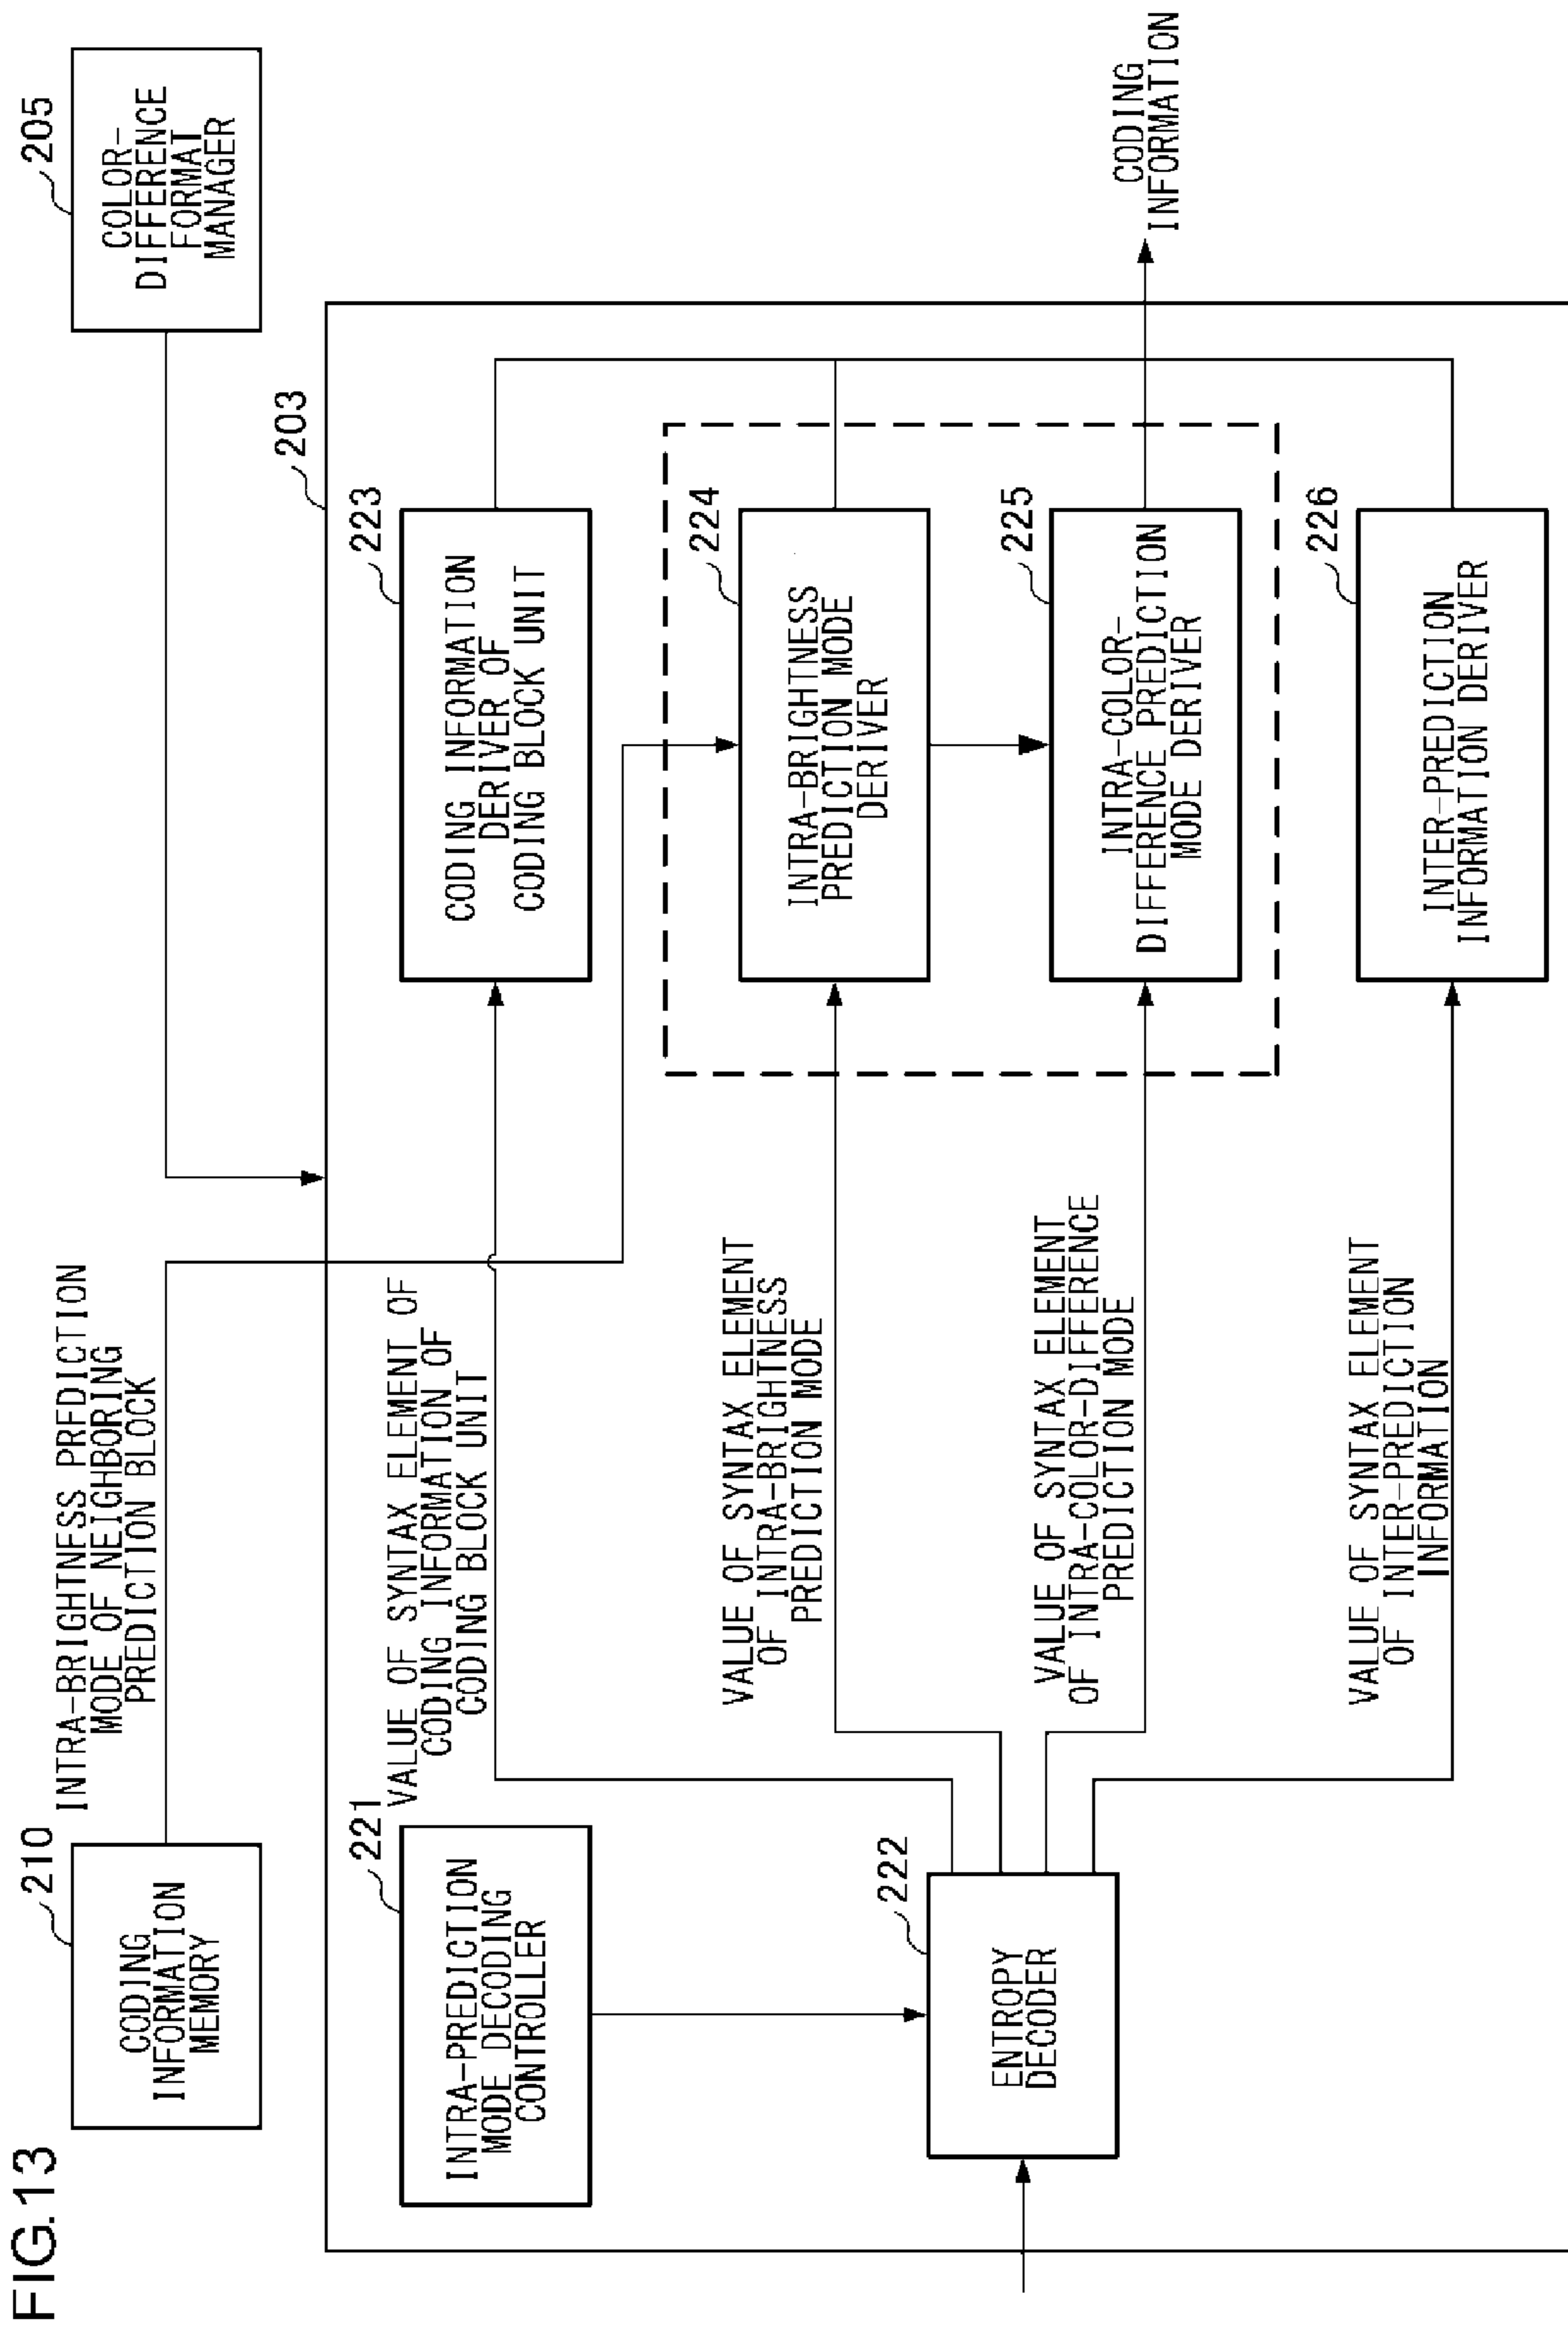 FIG.13
210
CODING
INFORMATION
MEMORY
INTRA-BRIGHTNESS PREDICTION
MODE OF NEIGHBORING
PREDICTION BLOCK
205
COLOR-
DIFFERENCE
FORMAT
MANAGER
203
221
INTRA-PREDICTION
MODE DECODING
CONTROLLER
VALUE OF SYNTAX ELEMENT OF
CODING INFORMATION OF
CODING BLOCK UNIT
223
CODING INFORMATION
DERIVER OF
CODING BLOCK UNIT
VALUE OF SYNTAX ELEMENT
OF INTRA-BRIGHTNESS
PREDICTION MODE
224
INTRA-BRIGHTNESS
PREDICTION MODE
DERIVER
222
ENTROPY
DECODER
VALUE OF SYNTAX ELEMENT
OF INTRA-COLOR-DIFFERENCE
PREDICTION MODE
225
INTRA-COLOR-
DIFFERENCE PREDICTION
MODE DERIVER
CODING
INFORMATION
VALUE OF SYNTAX ELEMENT
OF INTER-PREDICTION
INFORMATION
226
INTER-PREDICTION
INFORMATION DERIVER